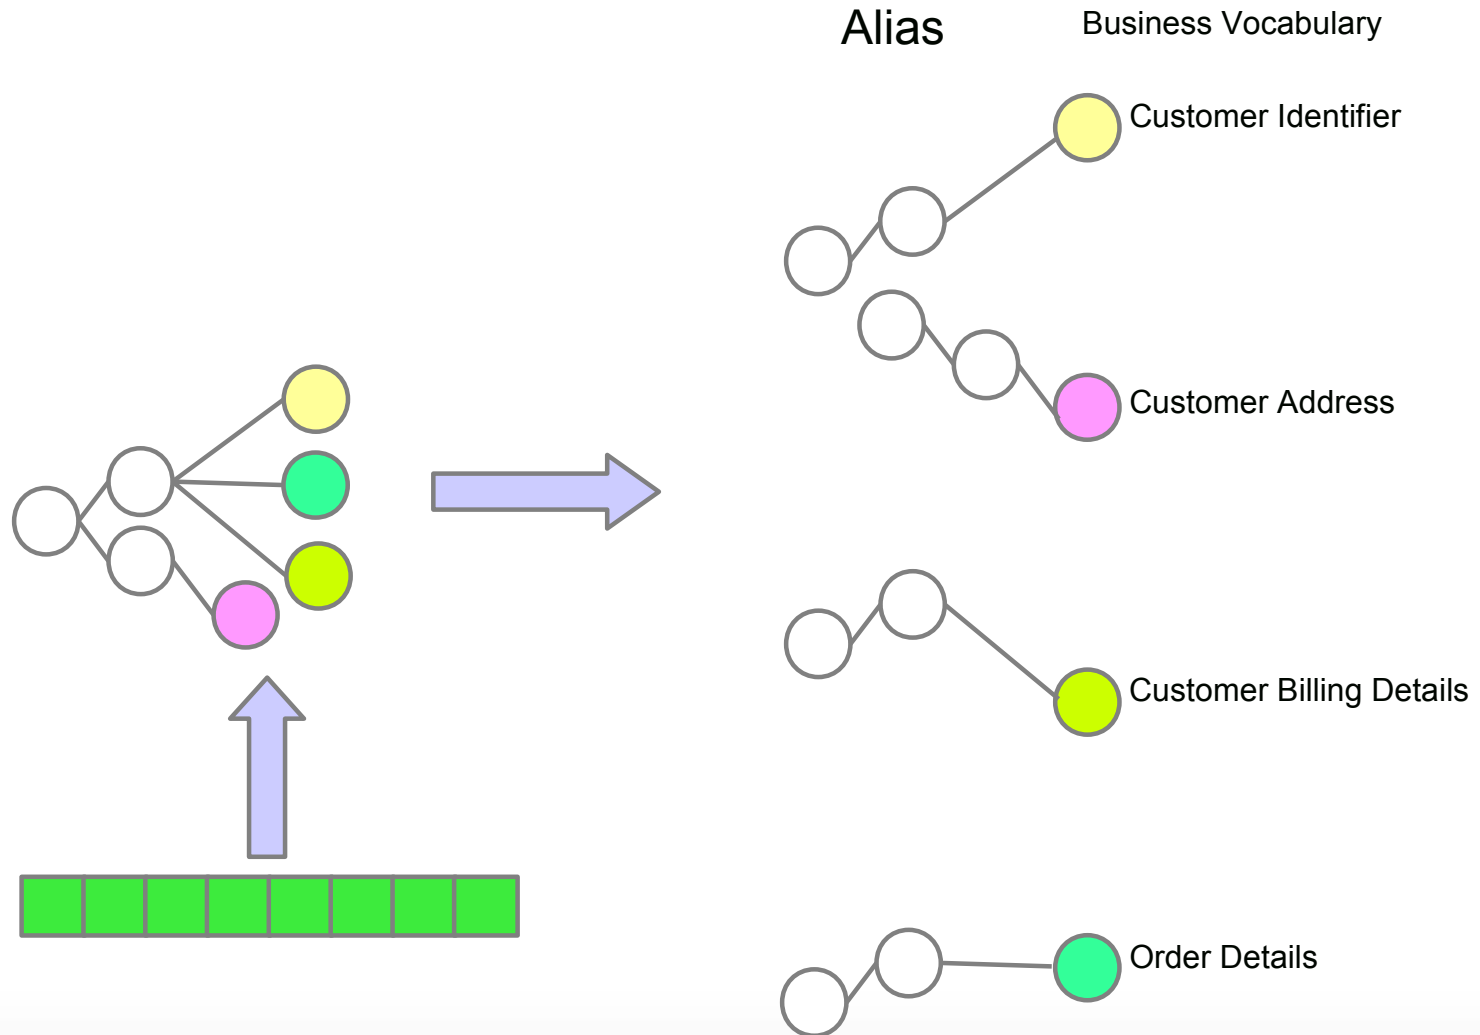 Alias
Business Vocabulary
Customer Identifier
Customer Address
Customer Billing Details
Order Details